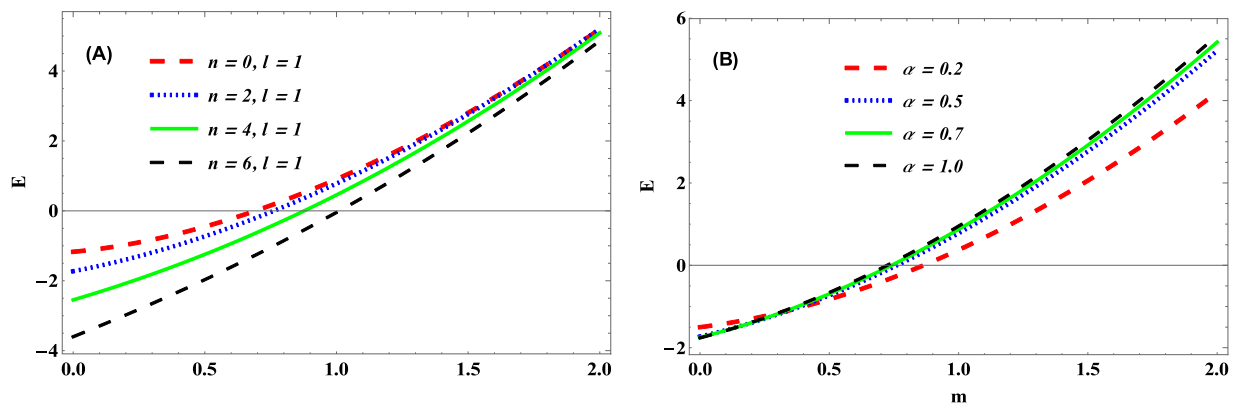 (A)
n = 0, l = 1
n = 2, l = 1
n = 4, l = 1
n = 6, l = 1
E
4
2
0
−2
−4
0.0 0.5 1.0 1.5 2.0
(B)
α = 0.2
α = 0.5
α = 0.7
α = 1.0
E
6
4
2
0
−2
0.0 0.5 1.0 1.5 2.0
m